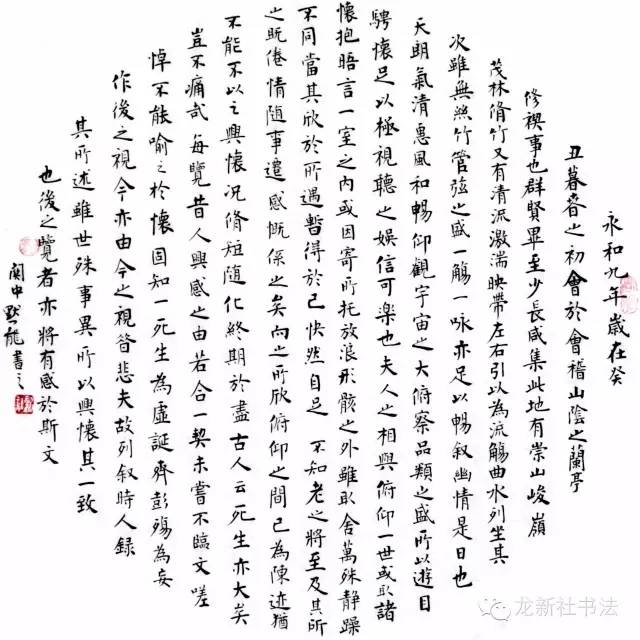 永和九年歲在癸
丑暮春之初會於會稽山陰之蘭亭
修禊事也群賢畢至少長咸集此地有崇山峻嶺
茂林脩竹又有清流激湍映帶左右引以為流觴曲水列坐其
次雖無絲竹管弦之盛一觴一咏亦足以暢叙幽情是日也
天朗氣清惠風和暢仰觀宇宙之大俯察品類之盛所以遊目
騁懷足以極視聽之娛信可樂也夫人之相與俯仰一世或取諸
懷抱晤言一室之內或因寄所托放浪形骸之外雖取舍萬殊靜躁
不同當其欣於所遇暫得於己快然自足不知老之將至及其所
之既倦情隨事遷感慨係之矣向之所欣俯仰之間已為陳迹猶
不能不以之興懷況脩短隨化終期於盡古人云死生亦大矣
豈不痛哉每覽昔人興感之由若合一契未嘗不臨文嗟
悼不能喻之於懷固知一死生為虛誕齊彭殤為妄
作後之視今亦由今之視昔悲夫故列叙時人錄
其所述雖世殊事異所以興懷其一致
也後之覽者亦將有感於斯文
關中默龍書之
龙新社书法